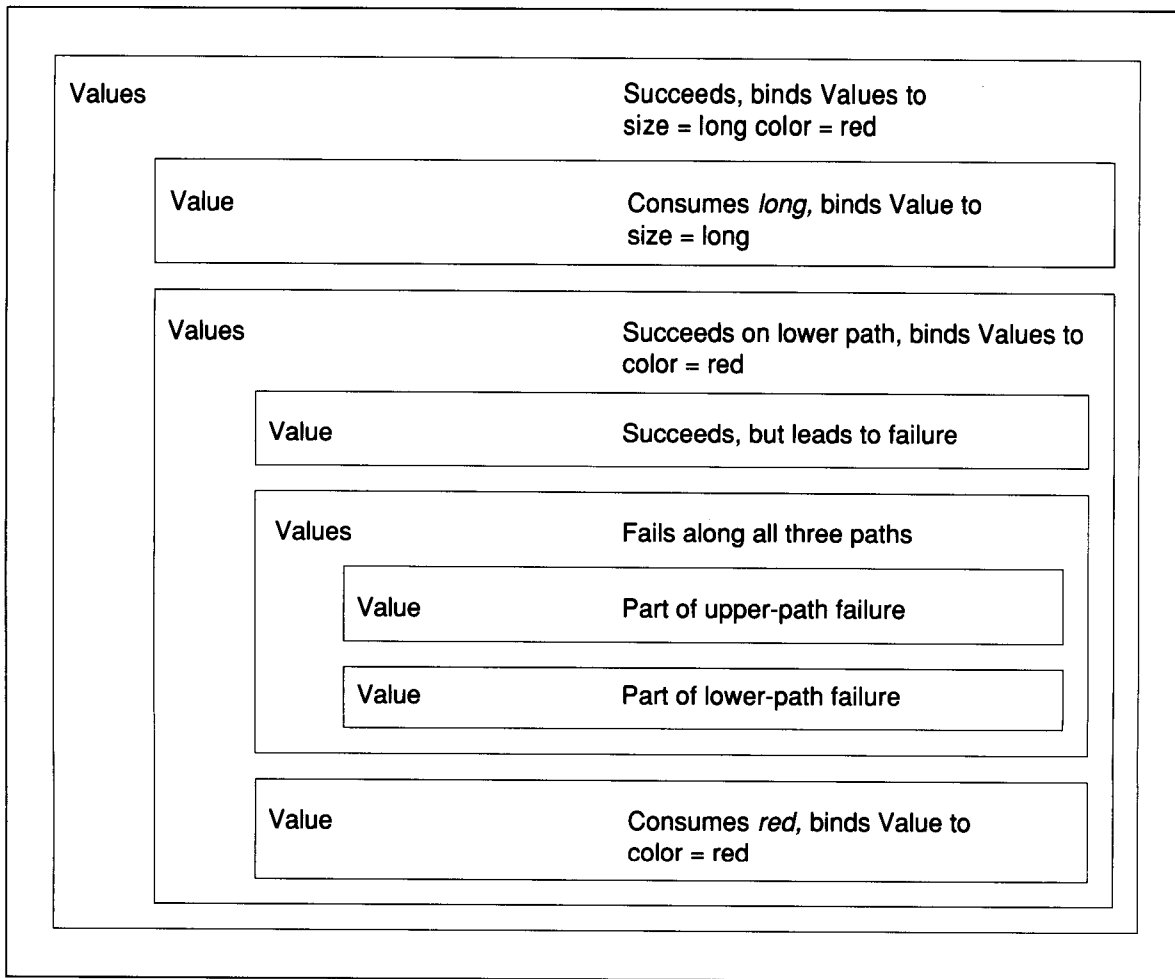 Values
Succeeds, binds Values to
size = long color = red
Value
Consumes long, binds Value to
size = long
Values
Succeeds on lower path, binds Values to
color = red
Value
Succeeds, but leads to failure
Values
Fails along all three paths
Value
Part of upper-path failure
Value
Part of lower-path failure
Value
Consumes red, binds Value to
color = red